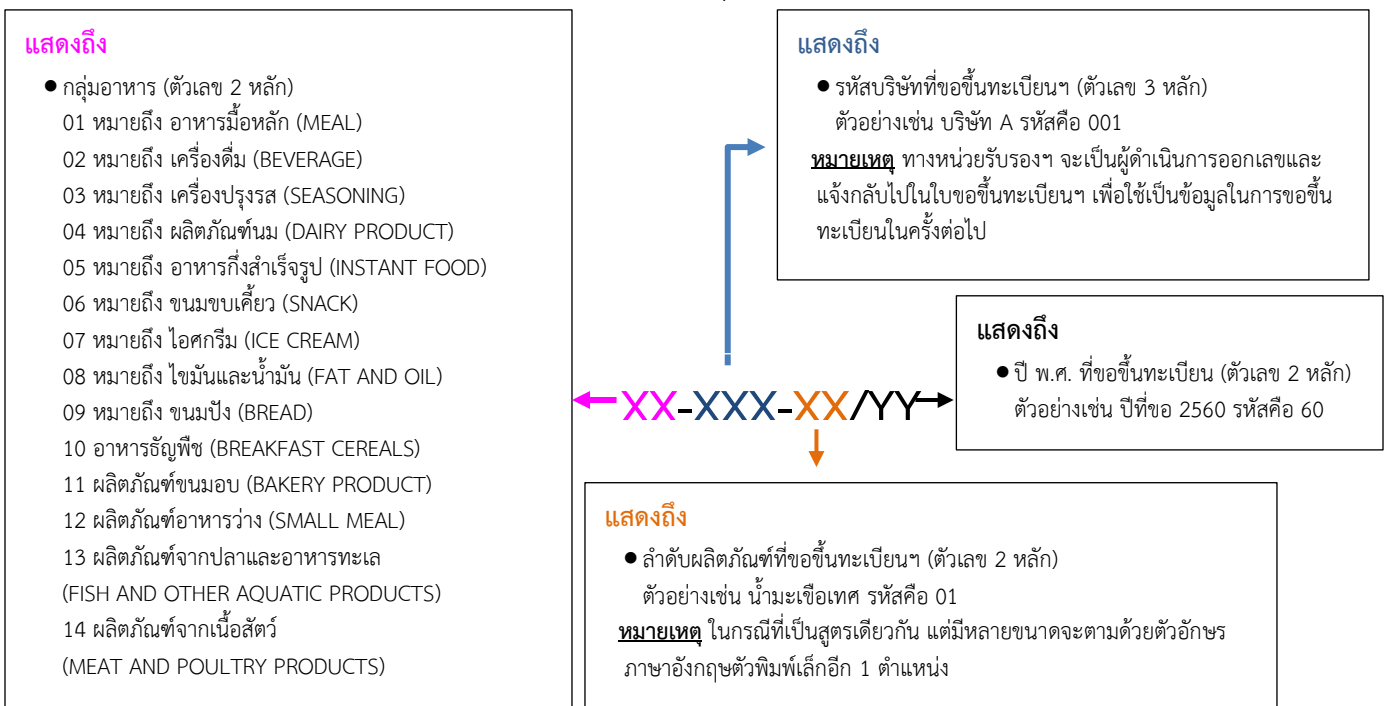 แสดงถึง
● กลุ่มอาหาร (ตัวเลข 2 หลัก)
01 หมายถึง อาหารมื้อหลัก (MEAL)
02 หมายถึง เครื่องดื่ม (BEVERAGE)
03 หมายถึง เครื่องปรุงรส (SEASONING)
04 หมายถึง ผลิตภัณฑ์นม (DAIRY PRODUCT)
05 หมายถึง อาหารกึ่งสำเร็จรูป (INSTANT FOOD)
06 หมายถึง ขนมขบเคี้ยว (SNACK)
07 หมายถึง ไอศกรีม (ICE CREAM)
08 หมายถึง ไขมันและน้ำมัน (FAT AND OIL)
09 หมายถึง ขนมปัง (BREAD)
10 อาหารธัญพืช (BREAKFAST CEREALS)
11 ผลิตภัณฑ์ขนมอบ (BAKERY PRODUCT)
12 ผลิตภัณฑ์อาหารว่าง (SMALL MEAL)
13 ผลิตภัณฑ์จากปลาและอาหารทะเล
(FISH AND OTHER AQUATIC PRODUCTS)
14 ผลิตภัณฑ์จากเนื้อสัตว์
(MEAT AND POULTRY PRODUCTS)
แสดงถึง
● รหัสบริษัทที่ขอขึ้นทะเบียนฯ (ตัวเลข 3 หลัก)
ตัวอย่างเช่น บริษัท A รหัสคือ 001
หมายเหตุ ทางหน่วยรับรองฯ จะเป็นผู้ดำเนินการออกเลขและ
แจ้งกลับไปในใบขอขึ้นทะเบียนฯ เพื่อใช้เป็นข้อมูลในการขอขึ้น
ทะเบียนในครั้งต่อไป
XX-XXX-XX/YY
แสดงถึง
● ปี พ.ศ. ที่ขอขึ้นทะเบียน (ตัวเลข 2 หลัก)
ตัวอย่างเช่น ปีที่ขอ 2560 รหัสคือ 60
แสดงถึง
● ลำดับผลิตภัณฑ์ที่ขอขึ้นทะเบียนฯ (ตัวเลข 2 หลัก)
ตัวอย่างเช่น น้ำมะเขือเทศ รหัสคือ 01
หมายเหตุ ในกรณีที่เป็นสูตรเดียวกัน แต่มีหลายขนาดจะตามด้วยตัวอักษร
ภาษาอังกฤษตัวพิมพ์เล็กอีก 1 ตำแหน่ง